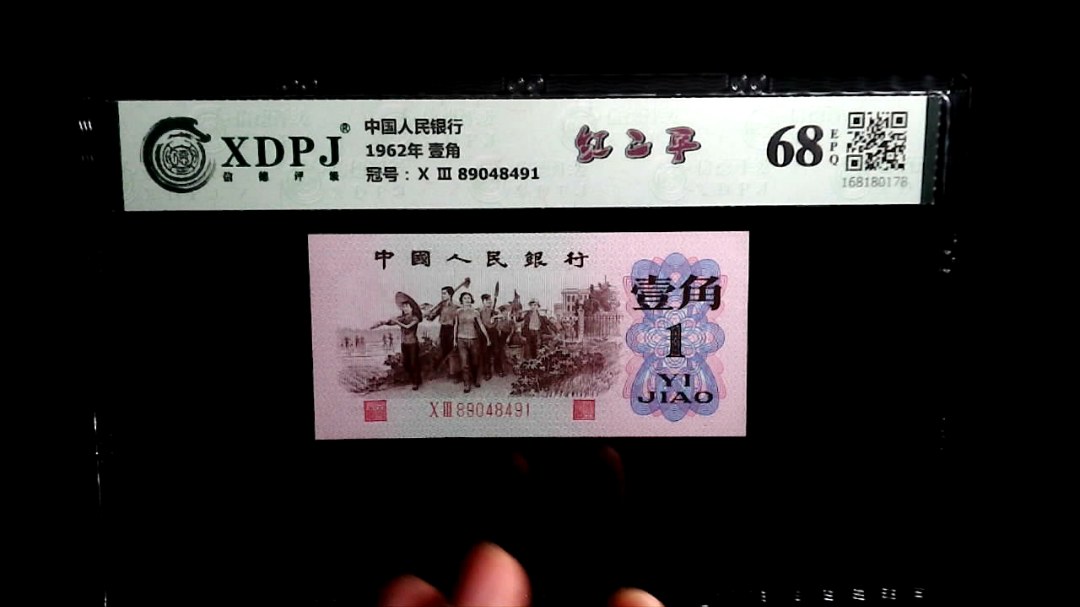 XDPJ®
信德评级
中国人民银行
1962年 壹角
冠号：X Ⅲ 89048491
红二平
68
EPQ
168180178
中國人民銀行
壹角
1
YI
JIAO
X Ⅲ 89048491